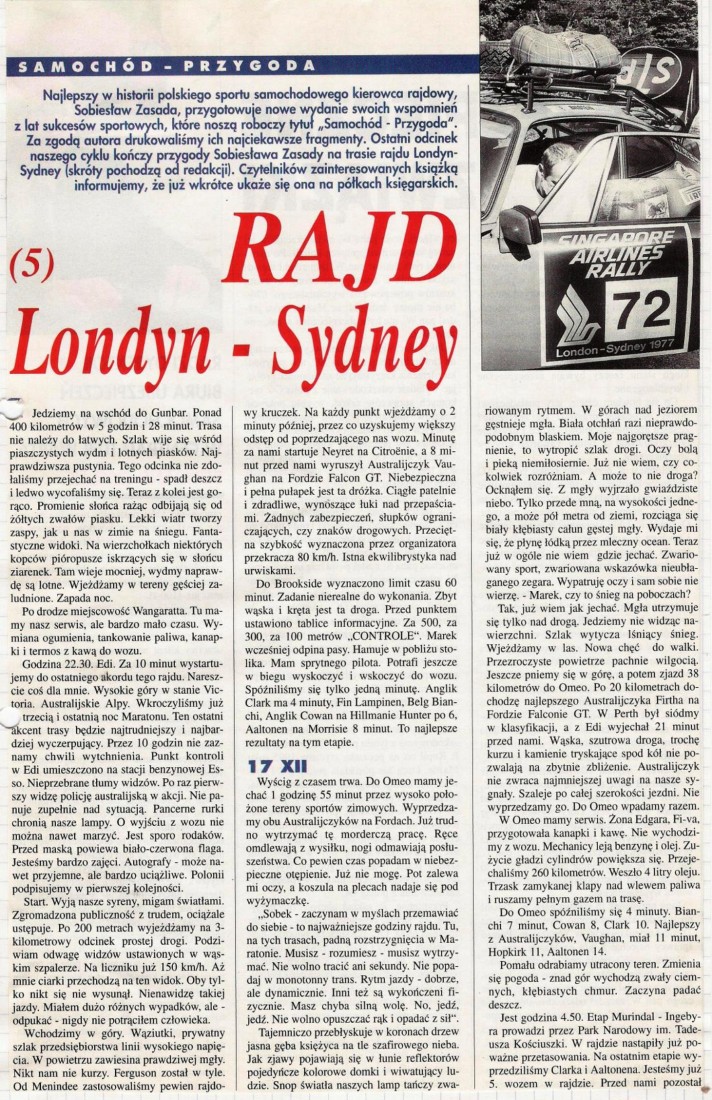 SAMOCHÓD - PRZYGODA
Najlepszy w historii polskiego sportu samochodowego kierowca rajdowy,
Sobiesław Zasada, przygotowuje nowe wydanie swoich wspomnień
z lat sukcesów sportowych, które noszą roboczy tytuł „Samochód - Przygoda".
Za zgodą autora drukowaliśmy ich najciekawsze fragmenty. Ostatni odcinek
naszego cyklu kończy przygody Sobiesława Zasady na trasie rajdu Londyn-
Sydney (skróty pochodzą od redakcji). Czytelników zainteresowanych książką
informujemy, że już wkrótce ukaże się ona na półkach księgarskich.
(5) RAJD
Londyn - Sydney
SINGAPORE
AIRLINES
RALLY
72
London-Sydney 1977
Jedziemy na wschód do Gunbar. Ponad
400 kilometrów w 5 godzin i 28 minut. Trasa
nie należy do łatwych. Szlak wije się wśród
piaszczystych wydm i lotnych piasków. Naj-
prawdziwsza pustynia. Tego odcinka nie zdo-
łaliśmy przejechać na treningu - spadł deszcz
i ledwo wycofaliśmy się. Teraz z kolei jest go-
rąco. Promienie słońca rażąc odbijają się od
żółtych zwałów piasku. Lekki wiatr tworzy
zaspy, jak u nas w zimie na śniegu. Fanta-
styczne widoki. Na wierzchołkach niektórych
kopców pióropusze iskrzących się w słońcu
ziarenek. Tam wieje mocniej, wydmy napraw-
dę są lotne. Wjeżdżamy w tereny gęściej za-
ludnione. Zapada noc.
Po drodze miejscowość Wangaratta. Tu ma-
my nasz serwis, ale bardzo mało czasu. Wy-
miana ogumienia, tankowanie paliwa, kanap-
ki i termos z kawą do wozu.
Godzina 22.30. Edi. Za 10 minut wystartu-
jemy do ostatniego akordu tego rajdu. Naresz-
cie coś dla mnie. Wysokie góry w stanie Vic-
toria. Australijskie Alpy. Wkroczyliśmy już
w trzecią i ostatnią noc Maratonu. Ten ostatni
akcent trasy będzie najtrudniejszy i najbar-
dziej wyczerpujący. Przez 10 godzin nie zaz-
namy chwili wytchnienia. Punkt kontroli
w Edi umieszczono na stacji benzynowej Es-
so. Nieprzebrane tłumy widzów. Po raz pierw-
szy widzę policję australijską w akcji. Nie pa-
nuje zupełnie nad sytuacją. Pancerne rurki
chronią nasze lampy. O wyjściu z wozu nie
można nawet marzyć. Jest sporo rodaków.
Przed maską powiewa biało-czerwona flaga.
Jesteśmy bardzo zajęci. Autografy - może na-
wet przyjemne, ale bardzo uciążliwe. Polonii
podpisujemy w pierwszej kolejności.
Start. Wyją nasze syreny, migam światłami.
Zgromadzona publiczność z trudem, ociężale
ustępuje. Po 200 metrach wyjeżdżamy na 3-
kilometrowy odcinek prostej drogi. Podzi-
wiam odwagę widzów ustawionych w wąs-
kim szpalerze. Na liczniku już 150 km/h. Aż
mnie ciarki przechodzą na ten widok. Oby tyl-
ko nikt się nie wysunął. Nienawidzę takiej
jazdy. Miałem dużo różnych wypadków, ale -
odpukać - nigdy nie potrąciłem człowieka.
Wchodzimy w góry. Wąziutki, prywatny
szlak przedsiębiorstwa linii wysokiego napię-
cia. W powietrzu zawiesina prawdziwej mgły.
Nikt nam nie kurzy. Ferguson został w tyle.
Od Menindee zastosowaliśmy pewien rajdo-
wy kruczek. Na każdy punkt wjeżdżamy o 2
minuty później, przez co uzyskujemy większy
odstęp od poprzedzającego nas wozu. Minutę
za nami startuje Neyret na Citroënie, a 8 mi-
nut przed nami wyruszył Australijczyk Vau-
ghan na Fordzie Falcon GT. Niebezpieczna
i pełna pułapek jest ta dróżka. Ciągłe patelnie
i zdradliwe, wynoszące łuki nad przepaścia-
mi. Żadnych zabezpieczeń, słupków ograni-
czających, czy znaków drogowych. Przecięt-
na szybkość wyznaczona przez organizatora
przekracza 80 km/h. Istna ekwilibrystyka nad
urwiskami.
Do Brookside wyznaczono limit czasu 60
minut. Zadanie nierealne do wykonania. Zbyt
wąska i kręta jest ta droga. Przed punktem
ustawiono tablice informacyjne. Za 500, za
300, za 100 metrów „CONTROLE". Marek
wcześniej odpina pasy. Hamuje w pobliżu sto-
lika. Mam sprytnego pilota. Potrafi jeszcze
w biegu wyskoczyć i wskoczyć do wozu.
Spóźniliśmy się tylko jedną minutę. Anglik
Clark ma 4 minuty, Fin Lampinen, Belg Bian-
chi, Anglik Cowan na Hillmanie Hunter po 6,
Aaltonen na Morrisie 8 minut. To najlepsze
rezultaty na tym etapie.
17 XII
Wyścig z czasem trwa. Do Omeo mamy je-
chać 1 godzinę 55 minut przez wysoko poło-
żone tereny sportów zimowych. Wyprzedza-
my obu Australijczyków na Fordach. Już trud-
no wytrzymać tę morderczą pracę. Ręce
omdlewają z wysiłku, nogi odmawiają posłu-
szeństwa. Co pewien czas popadam w niebez-
pieczne otępienie. Już nie mogę. Pot zalewa
mi oczy, a koszula na plecach nadaje się pod
wyżymaczkę.
„Sobek - zaczynam w myślach przemawiać
do siebie - to najważniejsze godziny rajdu. Tu,
na tych trasach, padną rozstrzygnięcia w Ma-
ratonie. Musisz - rozumiesz - musisz wytrzy-
mać. Nie wolno tracić ani sekundy. Nie popa-
daj w monotonny trans. Rytm jazdy - dobrze,
ale dynamicznie. Inni też są wykończeni fi-
zycznie. Masz chyba silną wolę. No, jedź,
jedź. Nie wolno opuszczać rąk i opadać z sił".
Tajemniczo przebłyskuje w koronach drzew
jasna gęba księżyca na tle szafirowego nieba.
Jak zjawy pojawiają się w łunie reflektorów
pojedyńcze kolorowe domki i wiwatujący lu-
dzie. Snop światła naszych lamp tańczy zwa-
riowanym rytmem. W górach nad jeziorem
gęstnieje mgła. Biała otchłań razi nieprawdo-
podobnym blaskiem. Moje najgorętsze prag-
nienie, to wytropić szlak drogi. Oczy bolą
i pieką niemiłosiernie. Już nie wiem, czy co-
kolwiek rozróżniam. A może to nie droga?
Ocknąłem się. Z mgły wyjrzało gwiaździste
niebo. Tylko przede mną, na wysokości jedne-
go, a może pół metra od ziemi, rozciąga się
biały kłębiasty całun gęstej mgły. Wydaje mi
się, że płynę łódką przez mleczny ocean. Teraz
już w ogóle nie wiem gdzie jechać. Zwario-
wany sport, zwariowana wskazówka nieubła-
ganego zegara. Wypatruję oczy i sam sobie nie
wierzę. - Marek, czy to śnieg na poboczach?
Tak, już wiem jak jechać. Mgła utrzymuje
się tylko nad drogą. Jedziemy nie widząc na-
wierzchni. Szlak wytycza lśniący śnieg.
Wjeżdżamy w las. Nowa chęć do walki.
Przezroczyste powietrze pachnie wilgocią.
Jeszcze pniemy się w górę, a potem zjazd 38
kilometrów do Omeo. Po 20 kilometrach do-
chodzę najlepszego Australijczyka Firtha na
Fordzie Falconie GT. W Perth był siódmy
w klasyfikacji, a z Edi wyjechał 21 minut
przed nami. Wąska, szutrowa droga, trochę
kurzu i kamienie tryskające spod kół nie po-
zwalają na zbytnie zbliżenie. Australijczyk
nie zwraca najmniejszej uwagi na nasze sy-
gnały. Szaleje po całej szerokości jezdni. Nie
wyprzedzamy go. Do Omeo wpadamy razem.
W Omeo mamy serwis. Żona Edgara, Fi-va,
przygotowała kanapki i kawę. Nie wychodzi-
my z wozu. Mechanicy leją benzynę i olej. Zu-
życie gładzi cylindrów powiększa się. Przeje-
chaliśmy 260 kilometrów. Weszło 4 litry oleju.
Trzask zamykanej klapy nad wlewem paliwa
i ruszamy pełnym gazem na trasę.
Do Omeo spóźniliśmy się 4 minuty. Bian-
chi 7 minut, Cowan 8, Clark 10. Najlepszy
z Australijczyków, Vaughan, miał 11 minut,
Hopkirk 11, Aaltonen 14.
Pomału odrabiamy utracony teren. Zmienia
się pogoda - znad gór wychodzą zwały ciem-
nych, kłębiastych chmur. Zaczyna padać
deszcz.
Jest godzina 4.50. Etap Murindal - Ingeby-
ra prowadzi przez Park Narodowy im. Tade-
usza Kościuszki. W rajdzie nastąpiły już po-
ważne przetasowania. Na ostatnim etapie wy-
przedziliśmy Clarka i Aaltonena. Jesteśmy już
5. wozem w rajdzie. Przed nami pozostał